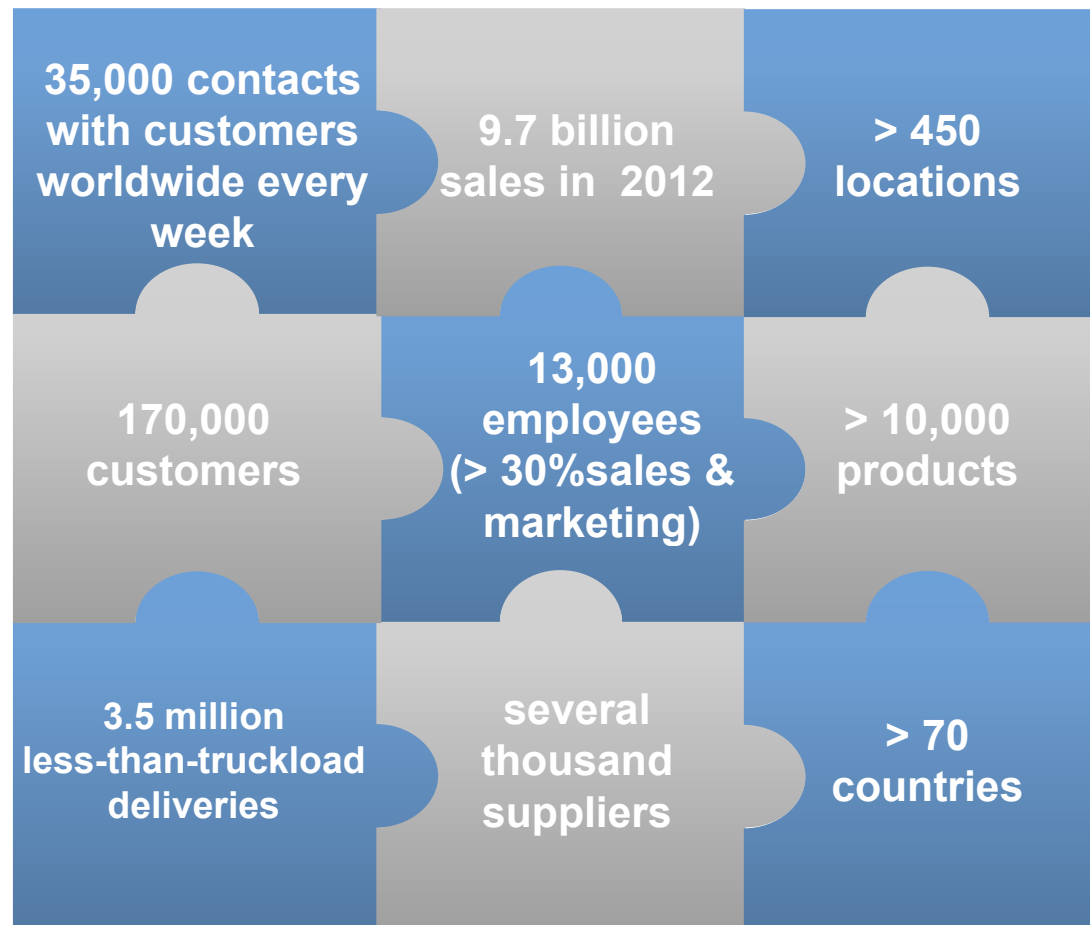 35,000 contacts
with customers
worldwide every
week
9.7 billion
sales in 2012
> 450
locations
170,000
customers
13,000
employees
(> 30%sales &
marketing)
> 10,000
products
3.5 million
less-than-truckload
deliveries
several
thousand
suppliers
> 70
countries